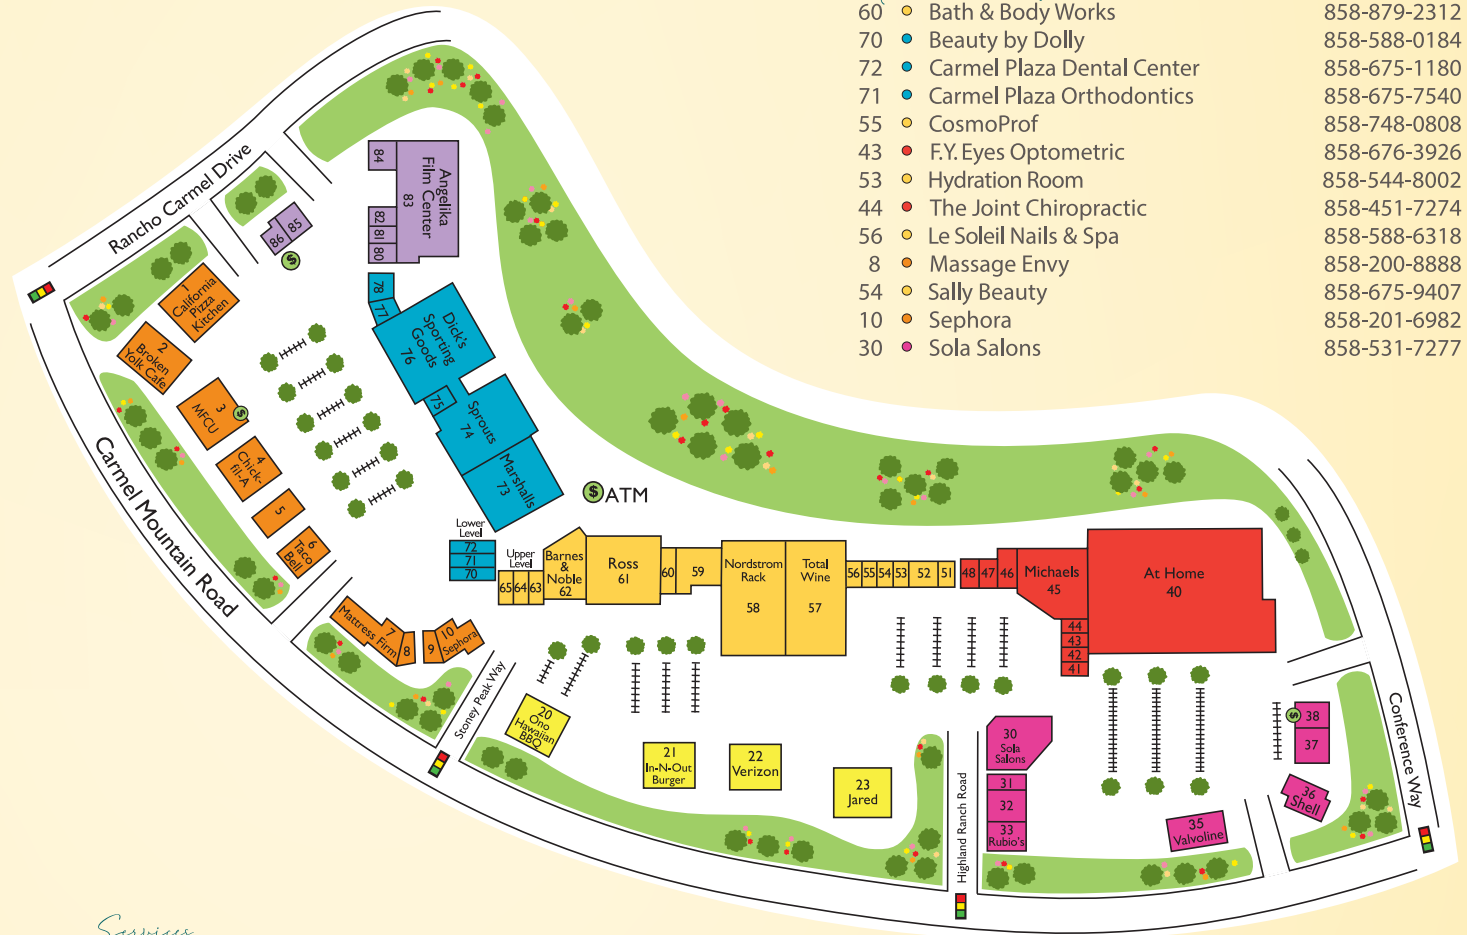 60 Bath & Body Works 858-879-2312
70 Beauty by Dolly 858-588-0184
72 Carmel Plaza Dental Center 858-675-1180
71 Carmel Plaza Orthodontics 858-675-7540
55 CosmoProf 858-748-0808
43 F.Y. Eyes Optometric 858-676-3926
53 Hydration Room 858-544-8002
44 The Joint Chiropractic 858-451-7274
56 Le Soleil Nails & Spa 858-588-6318
8 Massage Envy 858-200-8888
54 Sally Beauty 858-675-9407
10 Sephora 858-201-6982
30 Sola Salons 858-531-7277
Rancho Carmel Drive
84
Angelika
Film Center
83
82
81
80
85
86
$
1
California
Pizza
Kitchen
2
Broken
Yolk Cafe
3
MFCU
$
4
Chick-
fil-A
5
6
Taco
Bell
78
77
Dick's
Sporting
Goods
76
75
Sprouts
74
Marshalls
73
$ ATM
Carmel Mountain Road
Lower
Level
72
71
70
Upper
Level
65 64 63
Barnes
&
Noble
62
Ross
61
60
59
Nordstrom
Rack
58
Total
Wine
57
56 55 54 53 52 51
48 47 46
Michaels
45
At Home
40
44
43
42
41
7
Mattress
Firm
8
9
10
Sephora
Stoney Peak Way
20
Ono
Hawaiian
BBQ
21
In-N-Out
Burger
22
Verizon
23
Jared
Highland Ranch Road
30
Sola
Salons
31
32
33
Rubio's
35
Valvoline
36
Shell
37
$ 38
Conference Way
Services